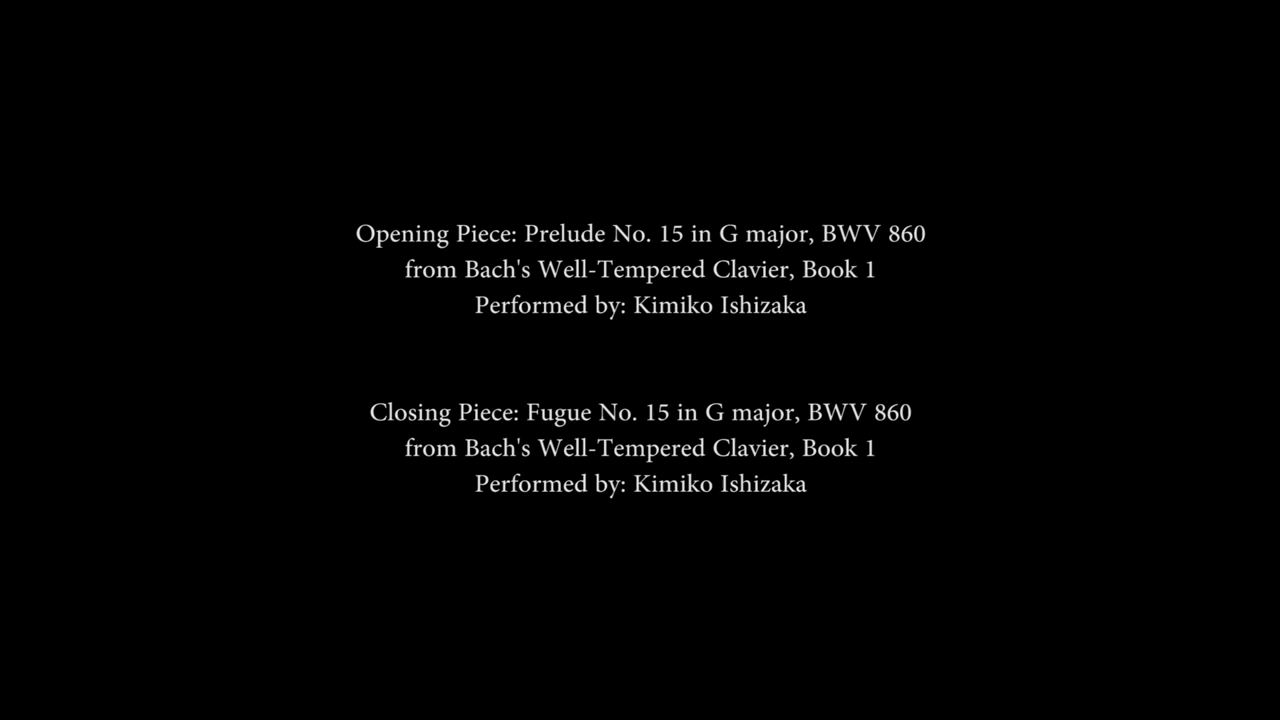 Opening Piece: Prelude No. 15 in G major, BWV 860
from Bach's Well-Tempered Clavier, Book 1
Performed by: Kimiko Ishizaka
Closing Piece: Fugue No. 15 in G major, BWV 860
from Bach's Well-Tempered Clavier, Book 1
Performed by: Kimiko Ishizaka